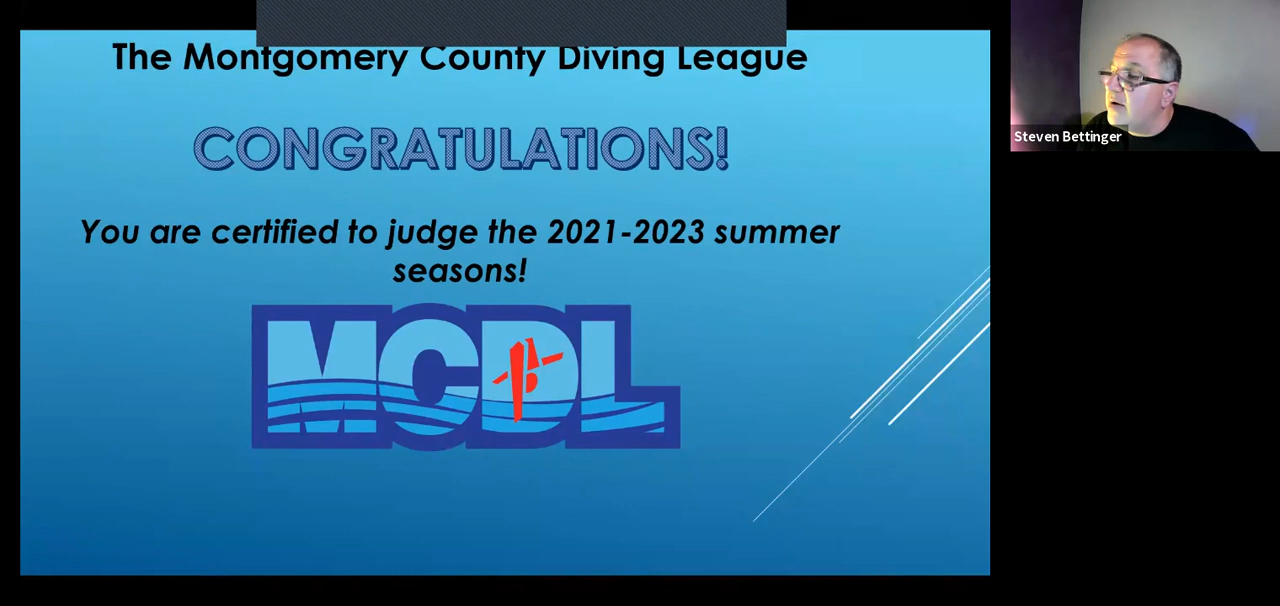 The Montgomery County Diving League
CONGRATULATIONS!
You are certified to judge the 2021-2023 summer
seasons!
MCDL
Steven Bettinger